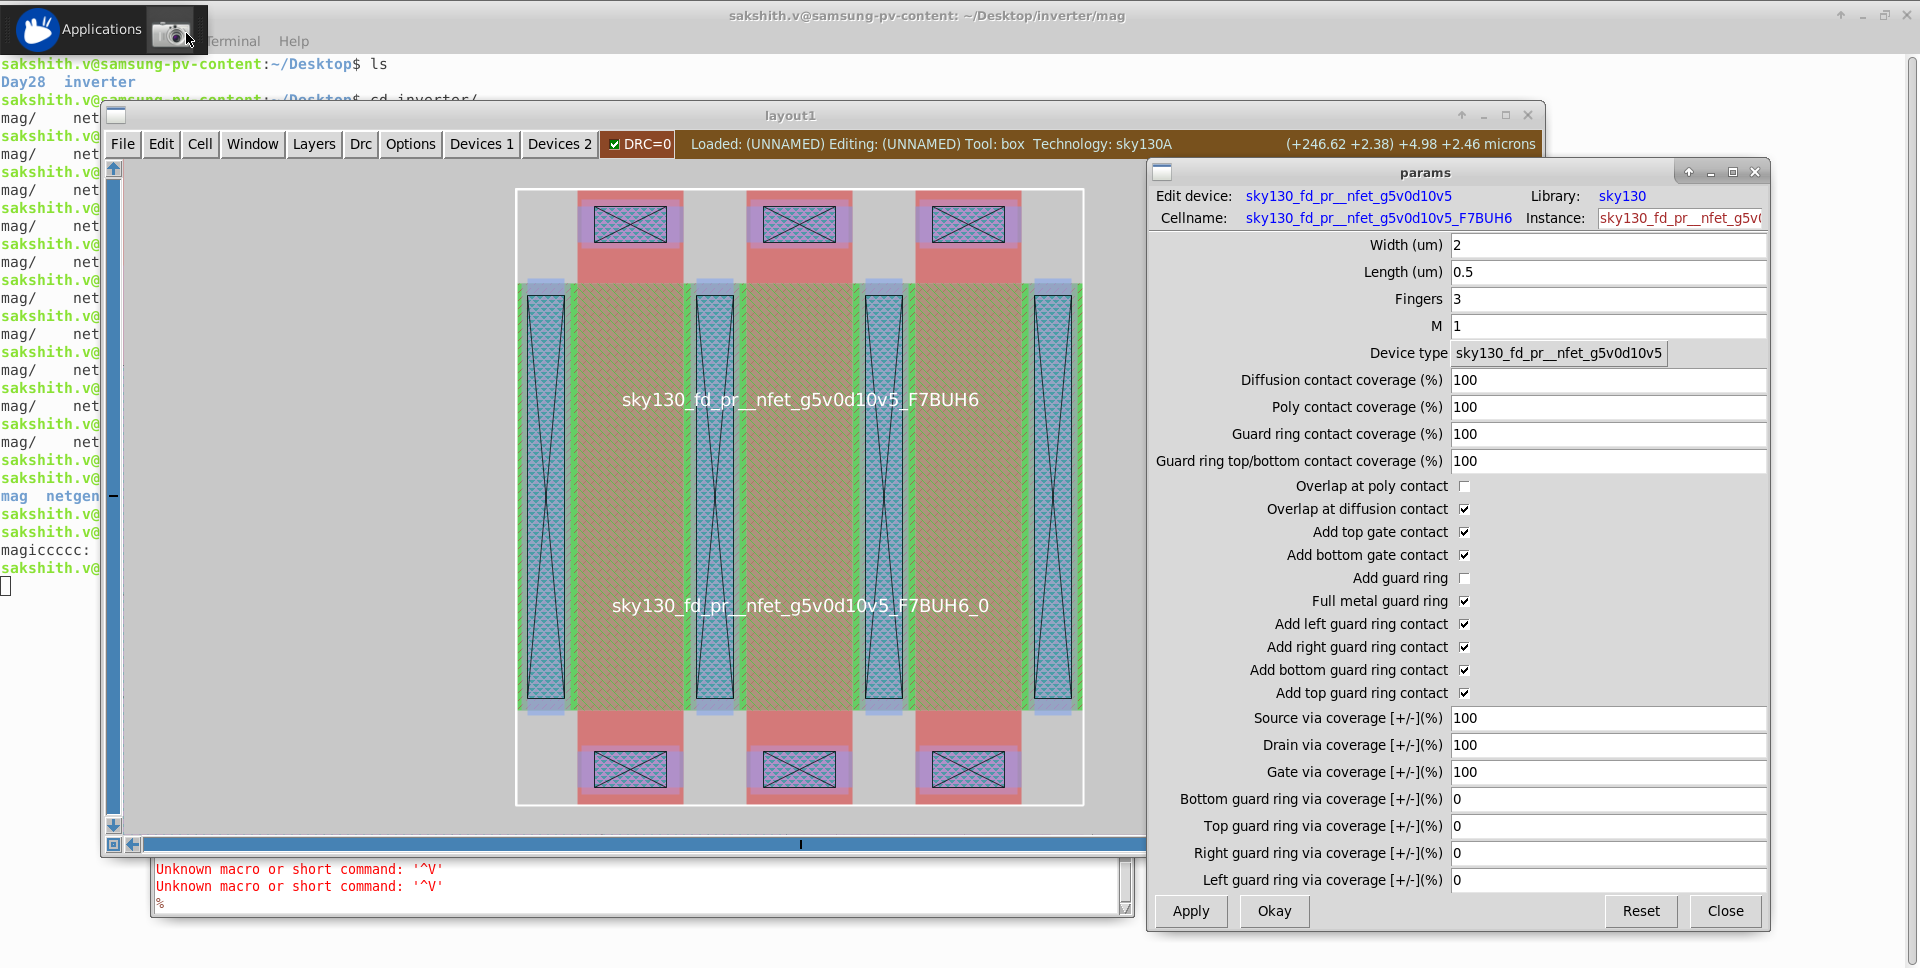 sakshith.v@samsung-pv-content: ~/Desktop/inverter/mag
Applications
Terminal Help
sakshith.v@samsung-pv-content:~/Desktop$ ls
Day28 inverter
sakshith.v@samsung-pv-content:~/Desktop$ cd inverter/
mag/ net
sakshith.v@
mag/ net
sakshith.v@
mag/ net
sakshith.v@
mag/ net
sakshith.v@
mag/ net
sakshith.v@
mag/ net
sakshith.v@
mag/ net
sakshith.v@
mag/ net
sakshith.v@
mag/ net
sakshith.v@
mag/ net
sakshith.v@
sakshith.v@
mag netgen
sakshith.v@
sakshith.v@
magiccccc:
sakshith.v@
layout1
File Edit Cell Window Layers Drc Options Devices 1 Devices 2 DRC=0 Loaded: (UNNAMED) Editing: (UNNAMED) Tool: box Technology: sky130A (+246.62 +2.38) +4.98 +2.46 microns
sky130_fd_pr__nfet_g5v0d10v5_F7BUH6
sky130_fd_pr__nfet_g5v0d10v5_F7BUH6_0
Unknown macro or short command: '^V'
Unknown macro or short command: '^V'
%
params
Edit device: sky130_fd_pr__nfet_g5v0d10v5 Library: sky130
Cellname: sky130_fd_pr__nfet_g5v0d10v5_F7BUH6 Instance: sky130_fd_pr__nfet_g5v0
Width (um) 2
Length (um) 0.5
Fingers 3
M 1
Device type sky130_fd_pr__nfet_g5v0d10v5
Diffusion contact coverage (%) 100
Poly contact coverage (%) 100
Guard ring contact coverage (%) 100
Guard ring top/bottom contact coverage (%) 100
Overlap at poly contact
Overlap at diffusion contact
Add top gate contact
Add bottom gate contact
Add guard ring
Full metal guard ring
Add left guard ring contact
Add right guard ring contact
Add bottom guard ring contact
Add top guard ring contact
Source via coverage [+/-](%) 100
Drain via coverage [+/-](%) 100
Gate via coverage [+/-](%) 100
Bottom guard ring via coverage [+/-](%) 0
Top guard ring via coverage [+/-](%) 0
Right guard ring via coverage [+/-](%) 0
Left guard ring via coverage [+/-](%) 0
Apply Okay Reset Close